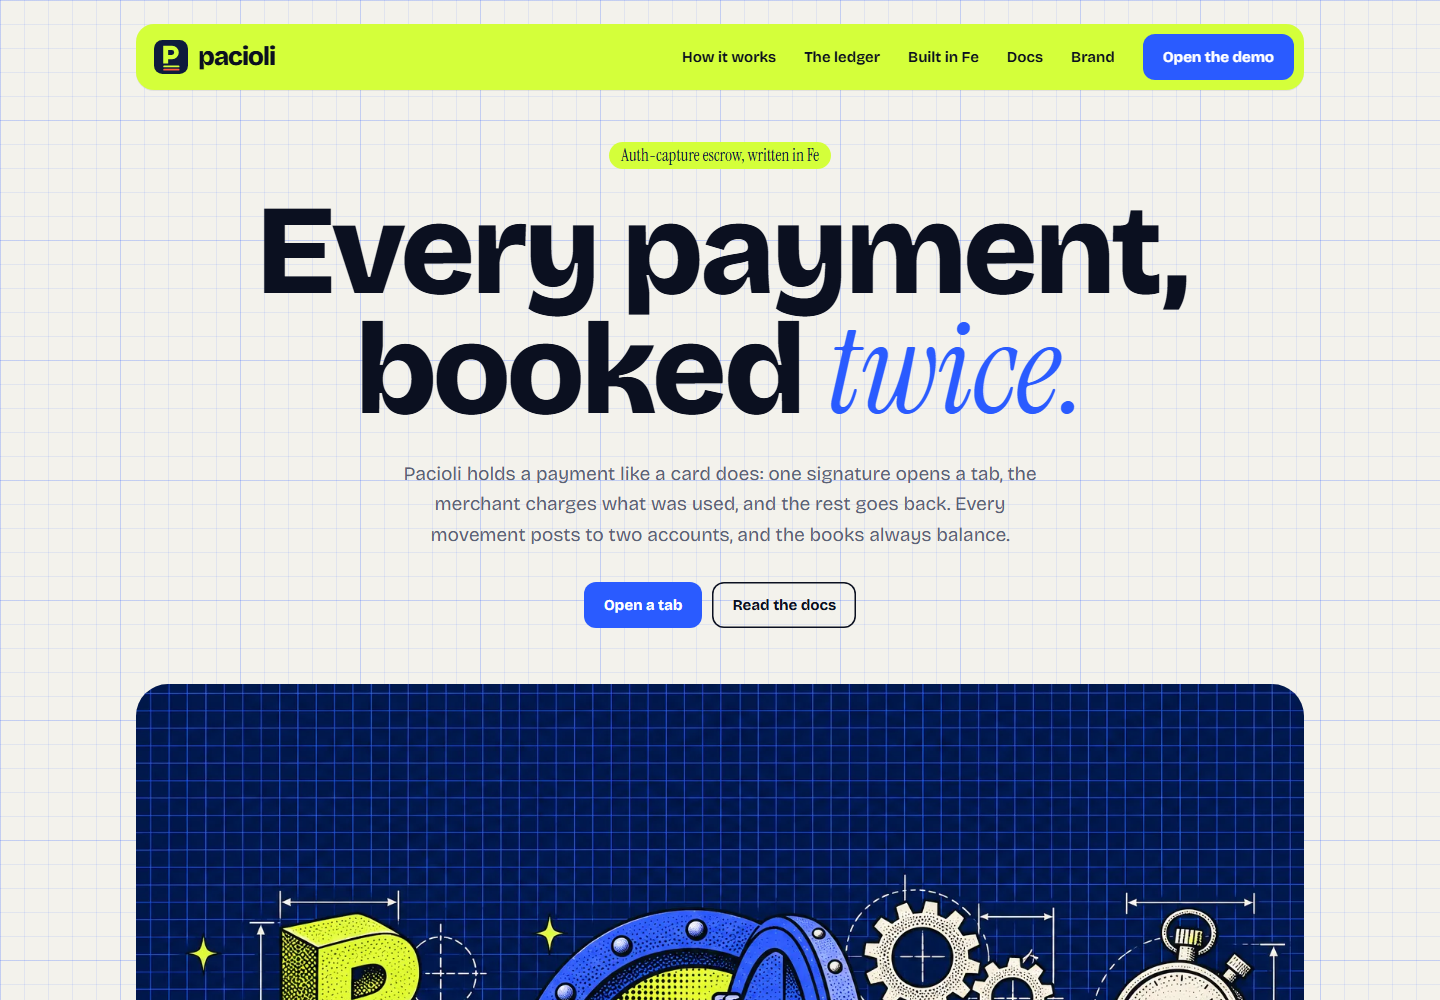 P pacioli
How it works
The ledger
Built in Fe
Docs
Brand
Open the demo
Auth-capture escrow, written in Fe
Every payment,
booked twice.
Pacioli holds a payment like a card does: one signature opens a tab, the
merchant charges what was used, and the rest goes back. Every
movement posts to two accounts, and the books always balance.
Open a tab
Read the docs
P